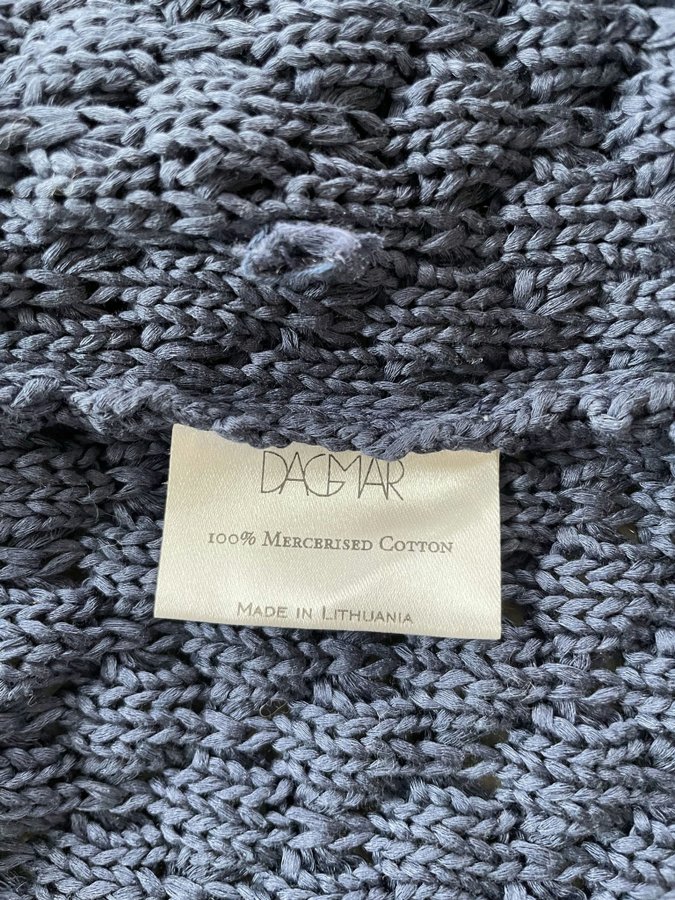 DAGMAR
100% Mercerised Cotton
Made in Lithuania